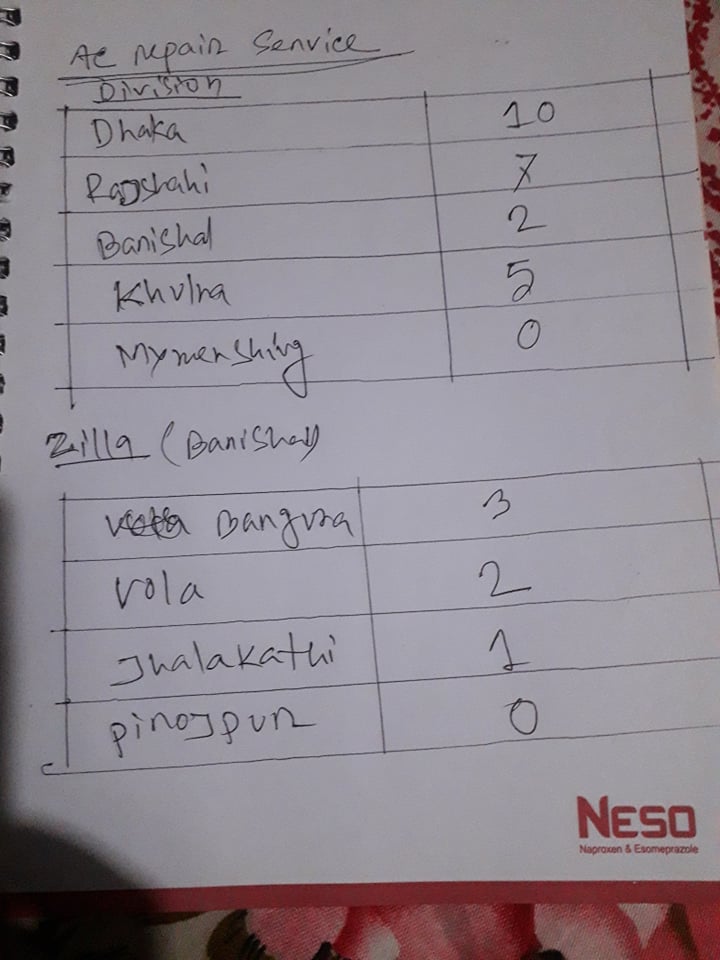 AC repair Service
Division
Dhaka 10
Rajshahi 7
Barishal 2
Khulna 5
Mymenshing 0
Zilla (Barishal)
Barguna 3
Vola 2
Jhalakathi 1
Pirojpur 0
NESO
Naproxen & Esomeprazole